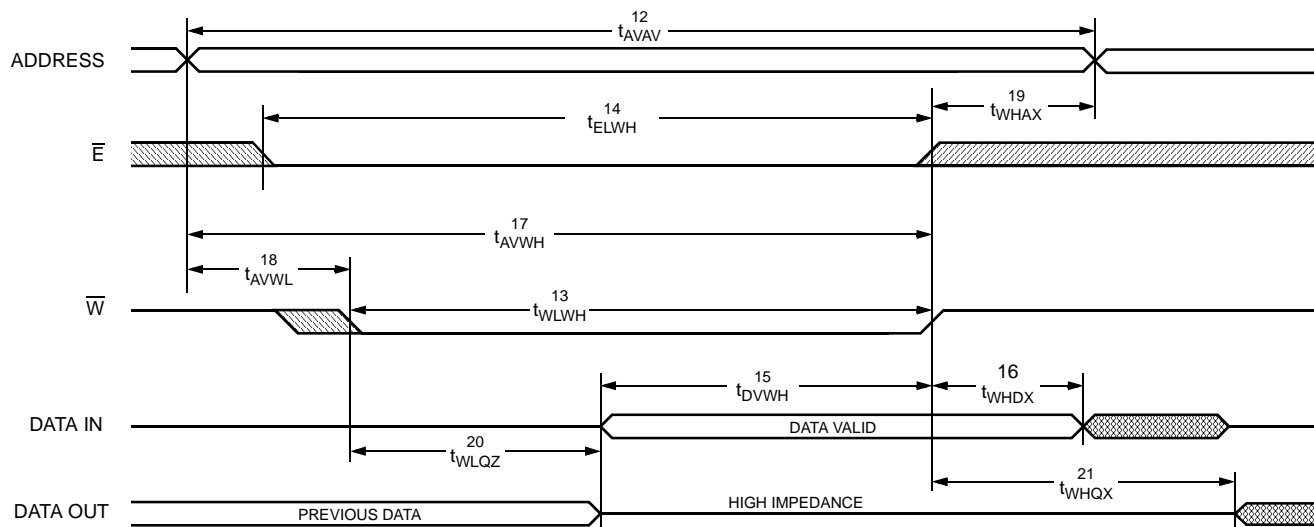 12
tAVAV
ADDRESS
14
tELWH
19
tWHAX
E
17
tAVWH
18
tAVWL
W
13
tWLWH
15
tDVWH
16
tWHDX
DATA IN
DATA VALID
20
tWLQZ
21
tWHQX
DATA OUT
PREVIOUS DATA
HIGH IMPEDANCE